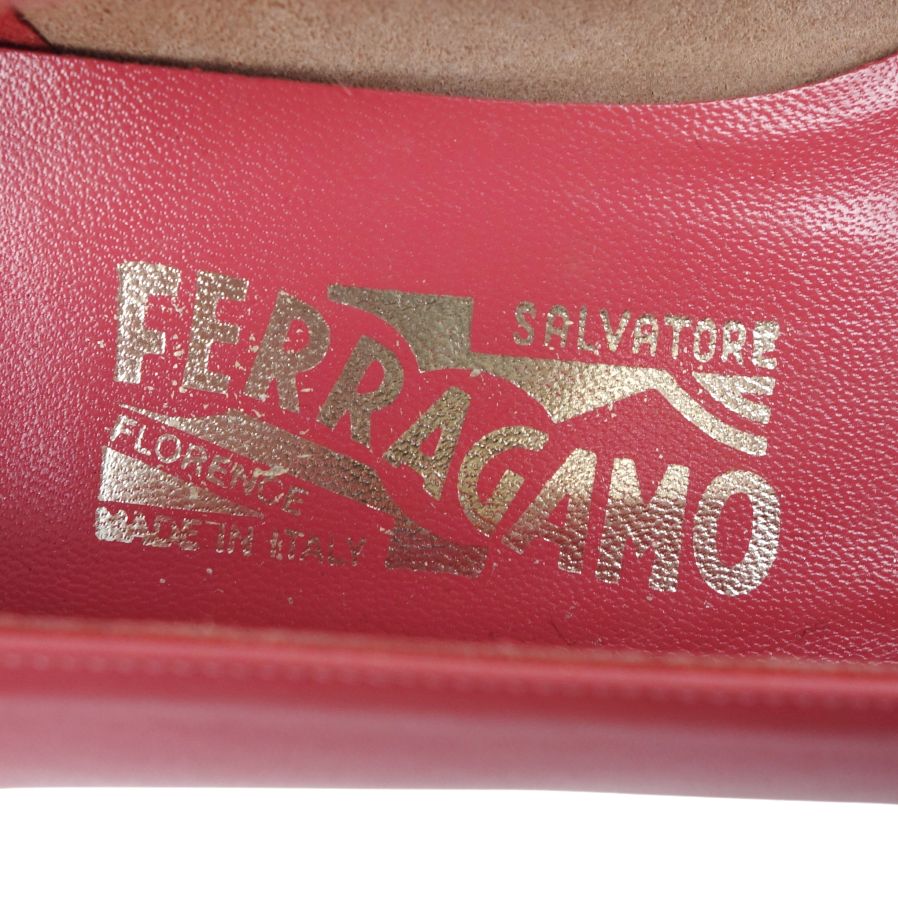 SALVATORE
FERRAGAMO
FLORENCE
MADE IN ITALY